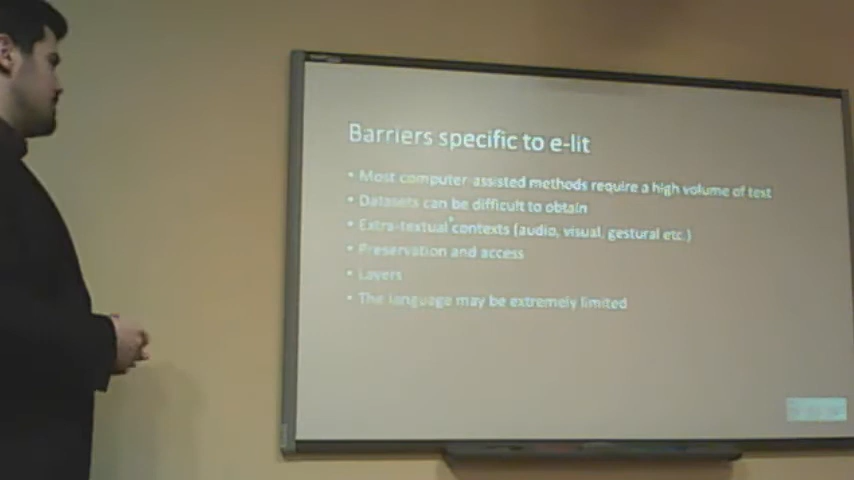 Barriers specific to e-lit
• Most computer-assisted methods require a high volume of text
• Datasets can be difficult to obtain
• Extra-textual contexts (audio, visual, gestural etc.)
• Preservation and access
• Layers
• The language may be extremely limited